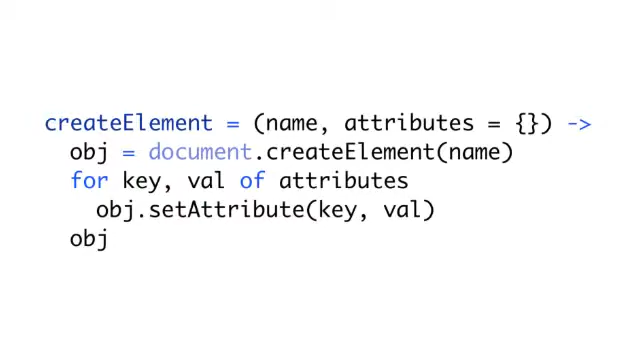 createElement = (name, attributes = {}) ->
  obj = document.createElement(name)
  for key, val of attributes
    obj.setAttribute(key, val)
  obj